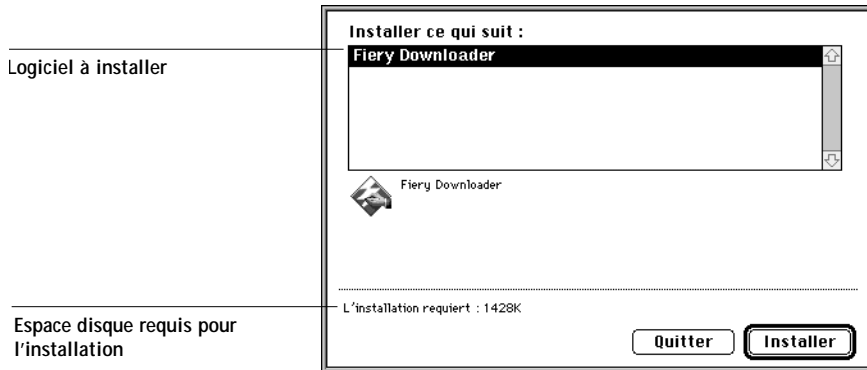 Installer ce qui suit :
Fiery Downloader
Logiciel à installer
Fiery Downloader
L'installation requiert : 1428K
Espace disque requis pour
l'installation
Quitter
Installer